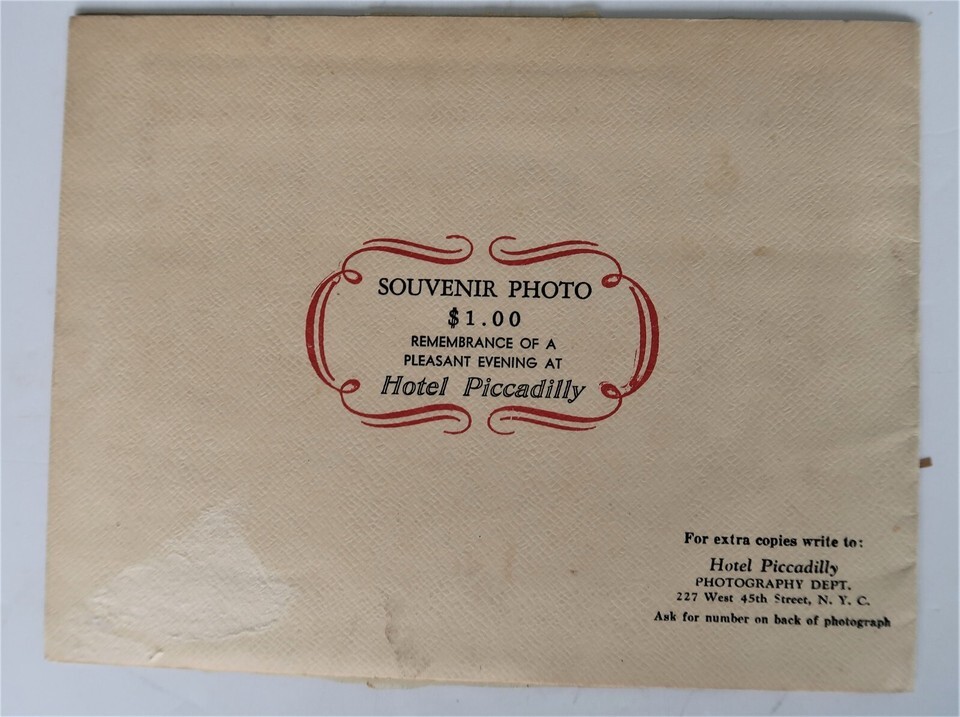 SOUVENIR PHOTO
$1.00
REMEMBRANCE OF A
PLEASANT EVENING AT
Hotel Piccadilly
For extra copies write to:
Hotel Piccadilly
PHOTOGRAPHY DEPT.
227 West 45th Street, N. Y. C.
Ask for number on back of photograph